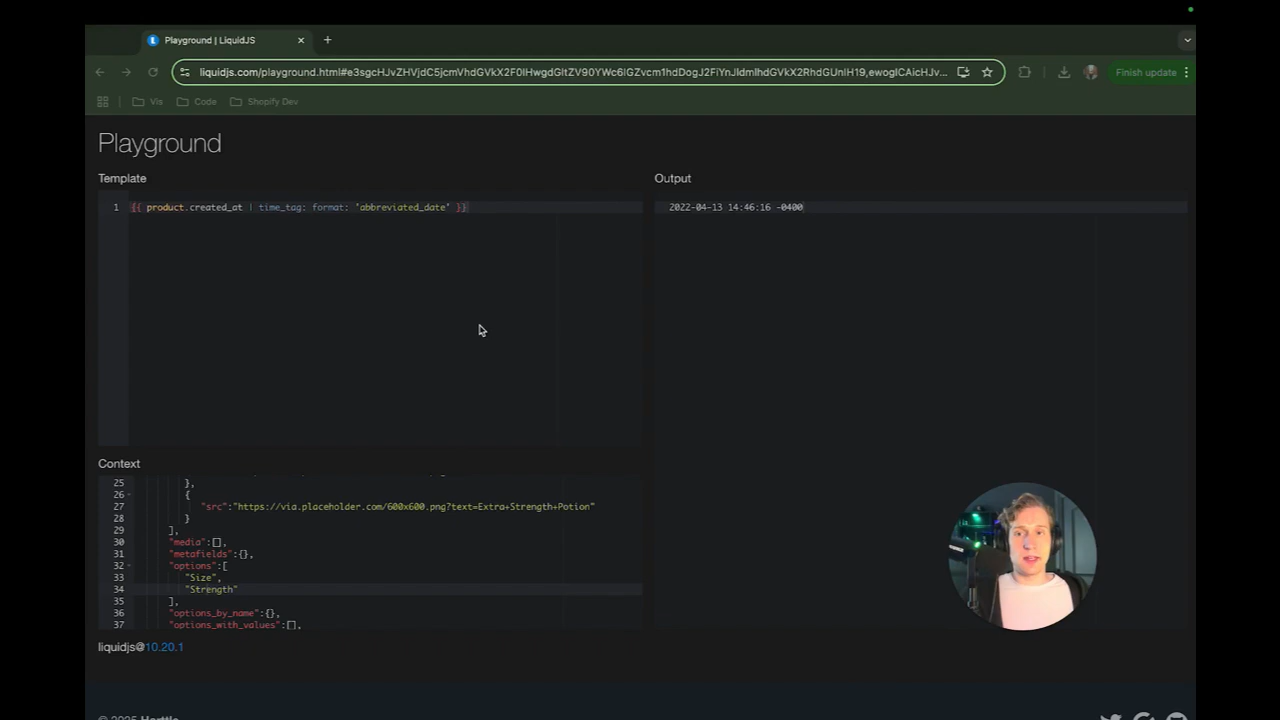 Playground | LiquidJS
liquidjs.com/playground.html#e3sgcHJvZHVjdC5jcmVhdGVkX2F0IHwgdGltZV90YWc6IGZvcm1hdDogJ2FiYnJldmlhdGVkX2RhdGUnIH19,ewogICAicHJv...
Finish update
Vis
Code
Shopify Dev
Playground
Template
1 {{ product.created_at | time_tag: format: 'abbreviated_date' }}
Output
2022-04-13 14:46:16 -0400
Context
25 },
26 {
27 "src":"https://via.placeholder.com/600x600.png?text=Extra+Strength+Potion"
28 }
29 ],
30 "media":[],
31 "metafields":{},
32 "options":[
33 "Size",
34 "Strength"
35 ],
36 "options_by_name":{},
37 "options_with_values":[],
liquidjs@10.20.1
© 2025 Harttle